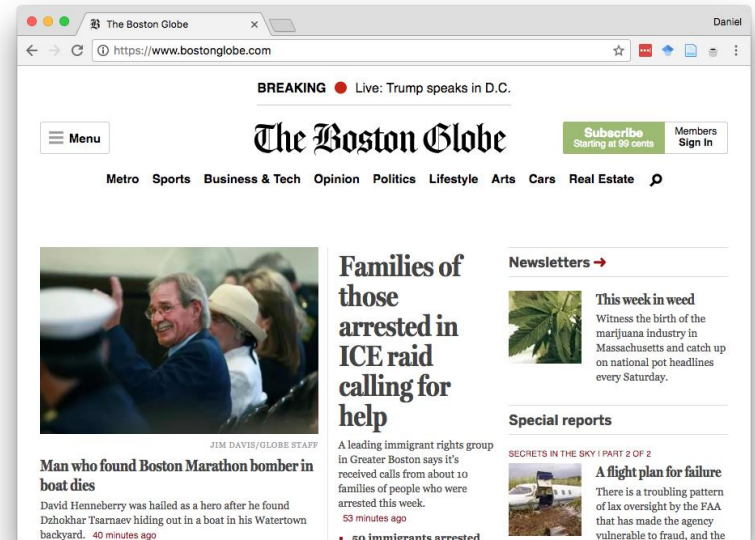 The Boston Globe
Daniel
https://www.bostonglobe.com
BREAKING Live: Trump speaks in D.C.
Menu
The Boston Globe
Subscribe
Starting at 99 cents
Members
Sign In
Metro Sports Business & Tech Opinion Politics Lifestyle Arts Cars Real Estate
JIM DAVIS/GLOBE STAFF
Man who found Boston Marathon bomber in
boat dies
David Henneberry was hailed as a hero after he found
Dzhokhar Tsarnaev hiding out in a boat in his Watertown
backyard. 40 minutes ago
Families of
those
arrested in
ICE raid
calling for
help
A leading immigrant rights group
in Greater Boston says it's
received calls from about 10
families of people who were
arrested this week.
53 minutes ago
50 immigrants arrested
Newsletters
This week in weed
Witness the birth of the
marijuana industry in
Massachusetts and catch up
on national pot headlines
every Saturday.
Special reports
SECRETS IN THE SKY | PART 2 OF 2
A flight plan for failure
There is a troubling pattern
of lax oversight by the FAA
that has made the agency
vulnerable to fraud, and the